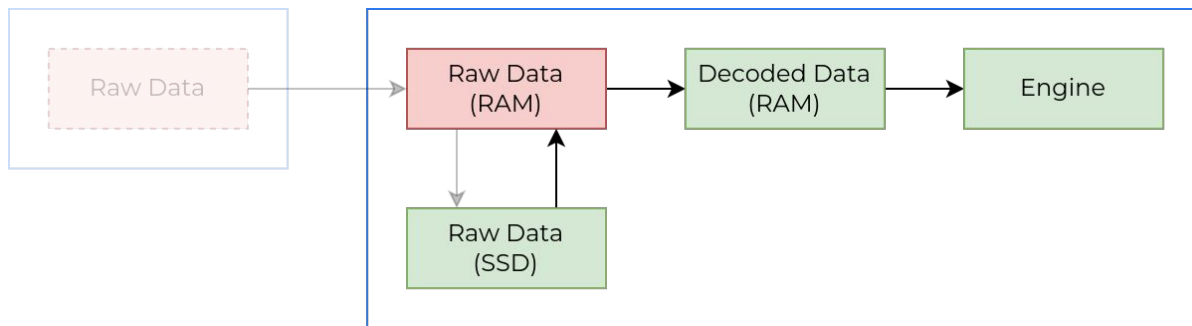 Raw Data
Raw Data
(RAM)
Decoded Data
(RAM)
Engine
Raw Data
(SSD)